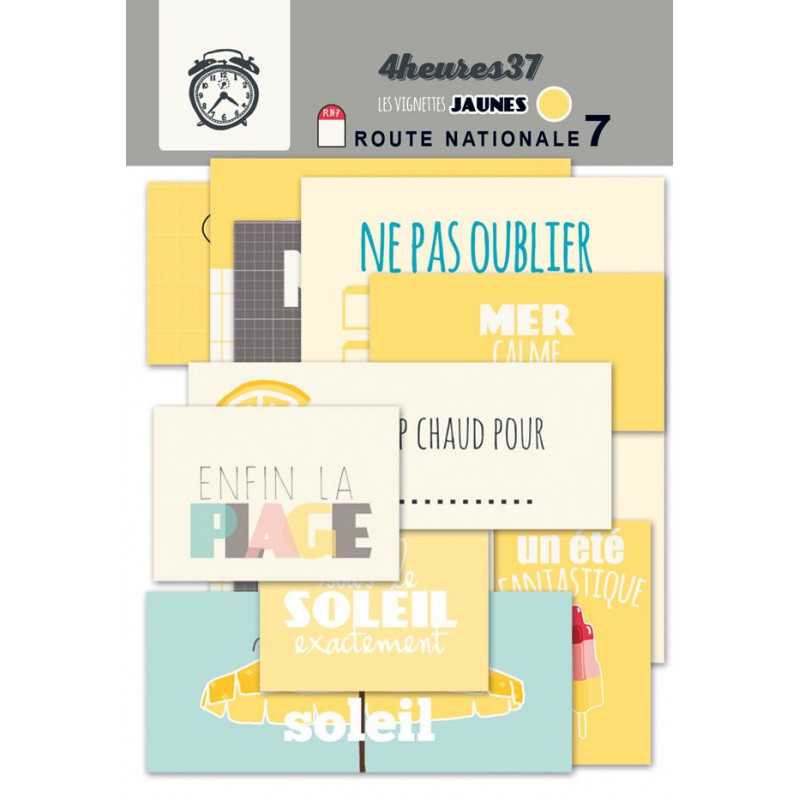 4heures37
LES VIGNETTES JAUNES
RN7
ROUTE NATIONALE 7
NE PAS OUBLIER
MER
CALME
P CHAUD POUR
ENFIN LA
PLAGE
un été
FANTASTIQUE
SOLEIL
exactement
soleil